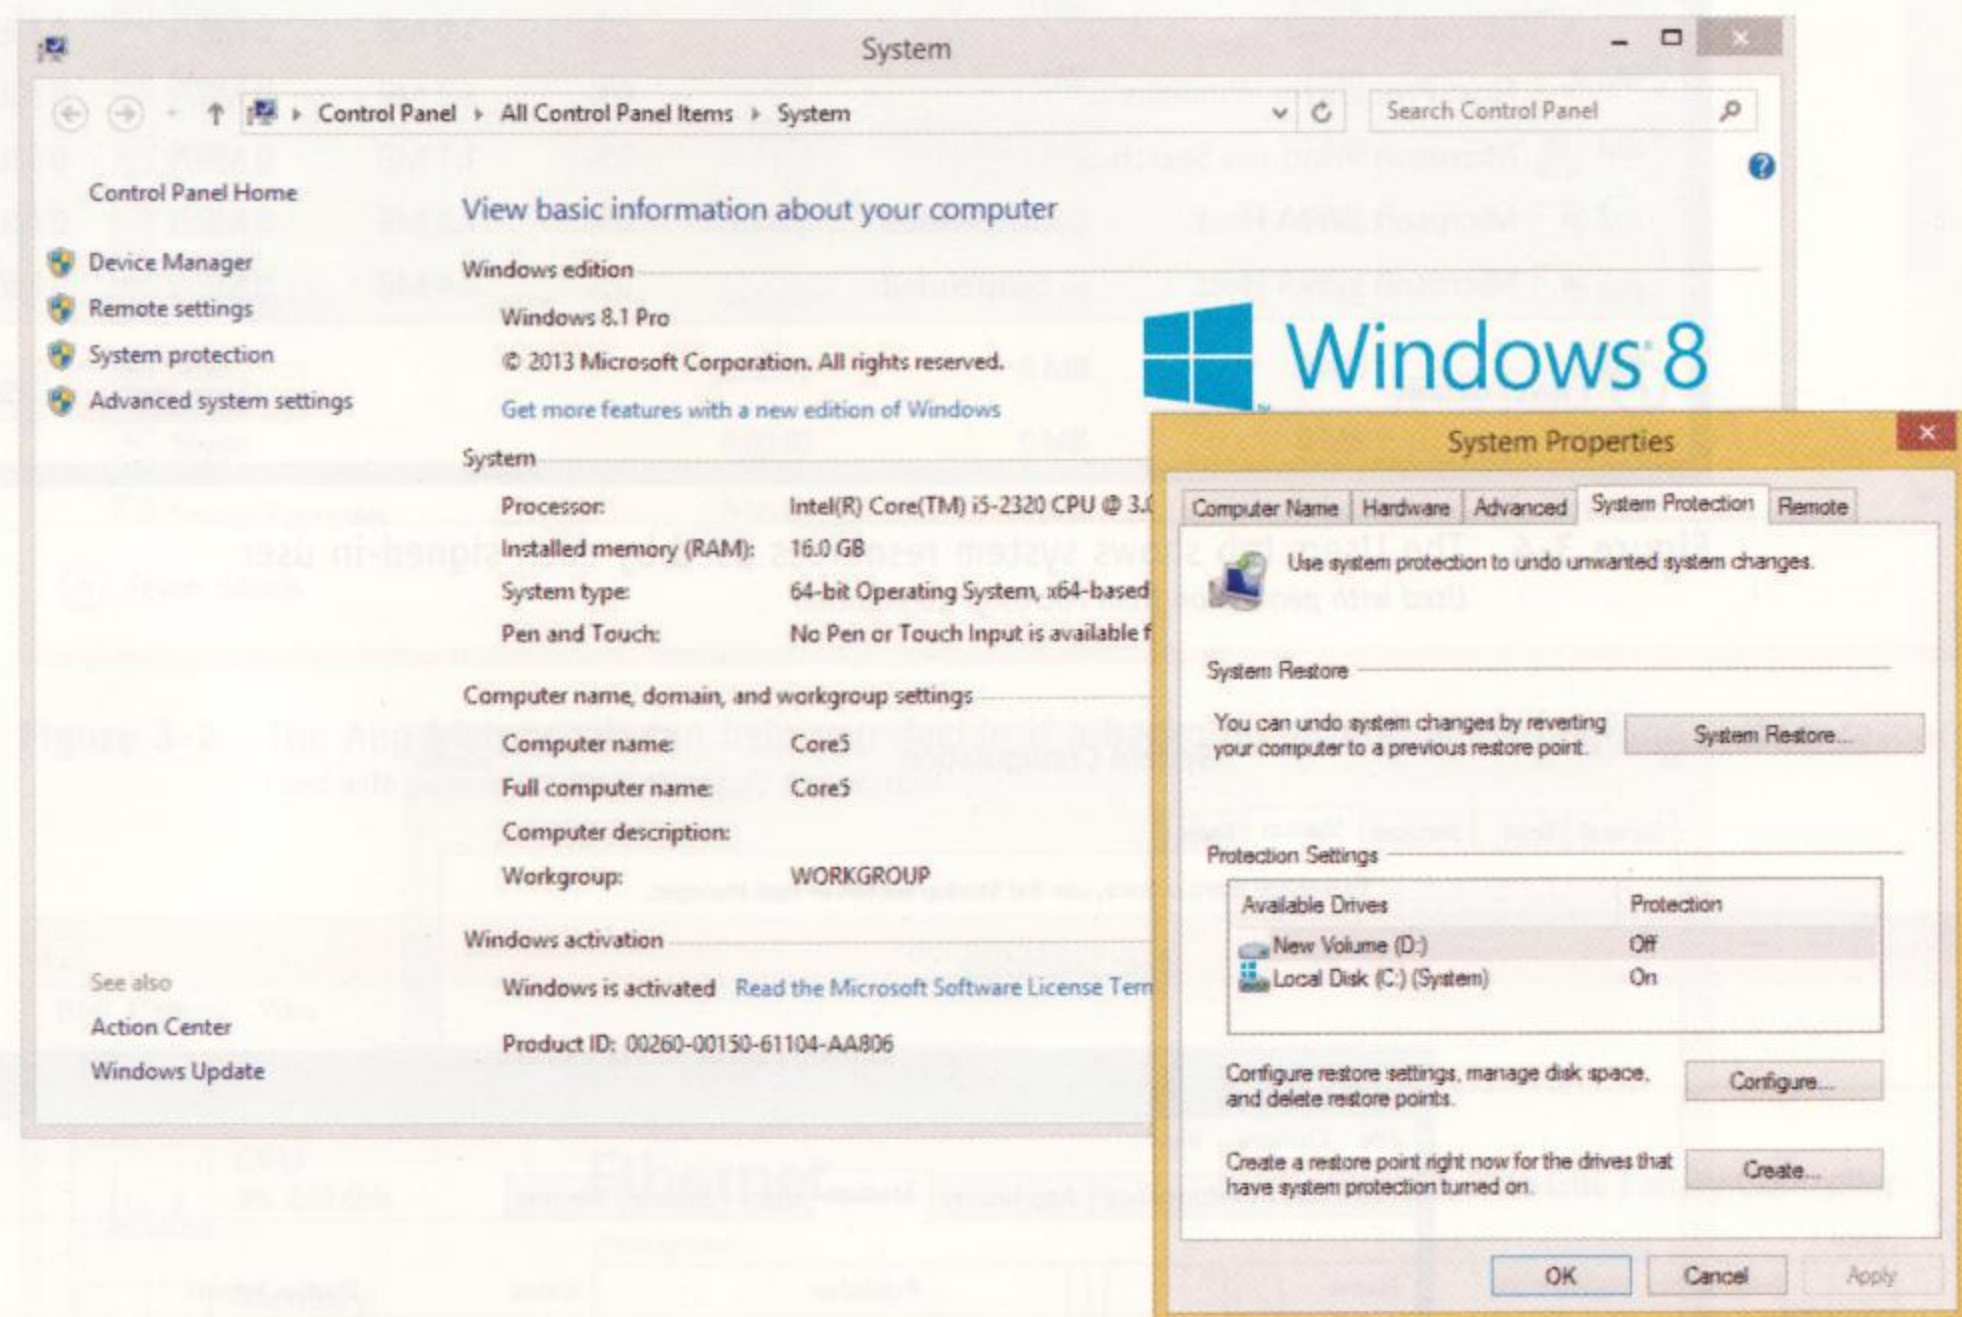 System
Control Panel ▸ All Control Panel Items ▸ System
Search Control Panel
Control Panel Home
Device Manager
Remote settings
System protection
Advanced system settings
See also
Action Center
Windows Update
View basic information about your computer
Windows edition
Windows 8.1 Pro
© 2013 Microsoft Corporation. All rights reserved.
Get more features with a new edition of Windows
Windows 8
System
Processor: Intel(R) Core(TM) i5-2320 CPU @ 3.0
Installed memory (RAM): 16.0 GB
System type: 64-bit Operating System, x64-based
Pen and Touch: No Pen or Touch Input is available f
Computer name, domain, and workgroup settings
Computer name: Core5
Full computer name: Core5
Computer description:
Workgroup: WORKGROUP
Windows activation
Windows is activated Read the Microsoft Software License Term
Product ID: 00260-00150-61104-AA806
System Properties
Computer Name Hardware Advanced System Protection Remote
Use system protection to undo unwanted system changes.
System Restore
You can undo system changes by reverting
your computer to a previous restore point.
System Restore...
Protection Settings
Available Drives Protection
New Volume (D:) Off
Local Disk (C:) (System) On
Configure restore settings, manage disk space,
and delete restore points.
Configure...
Create a restore point right now for the drives that
have system protection turned on.
Create...
OK Cancel Apply